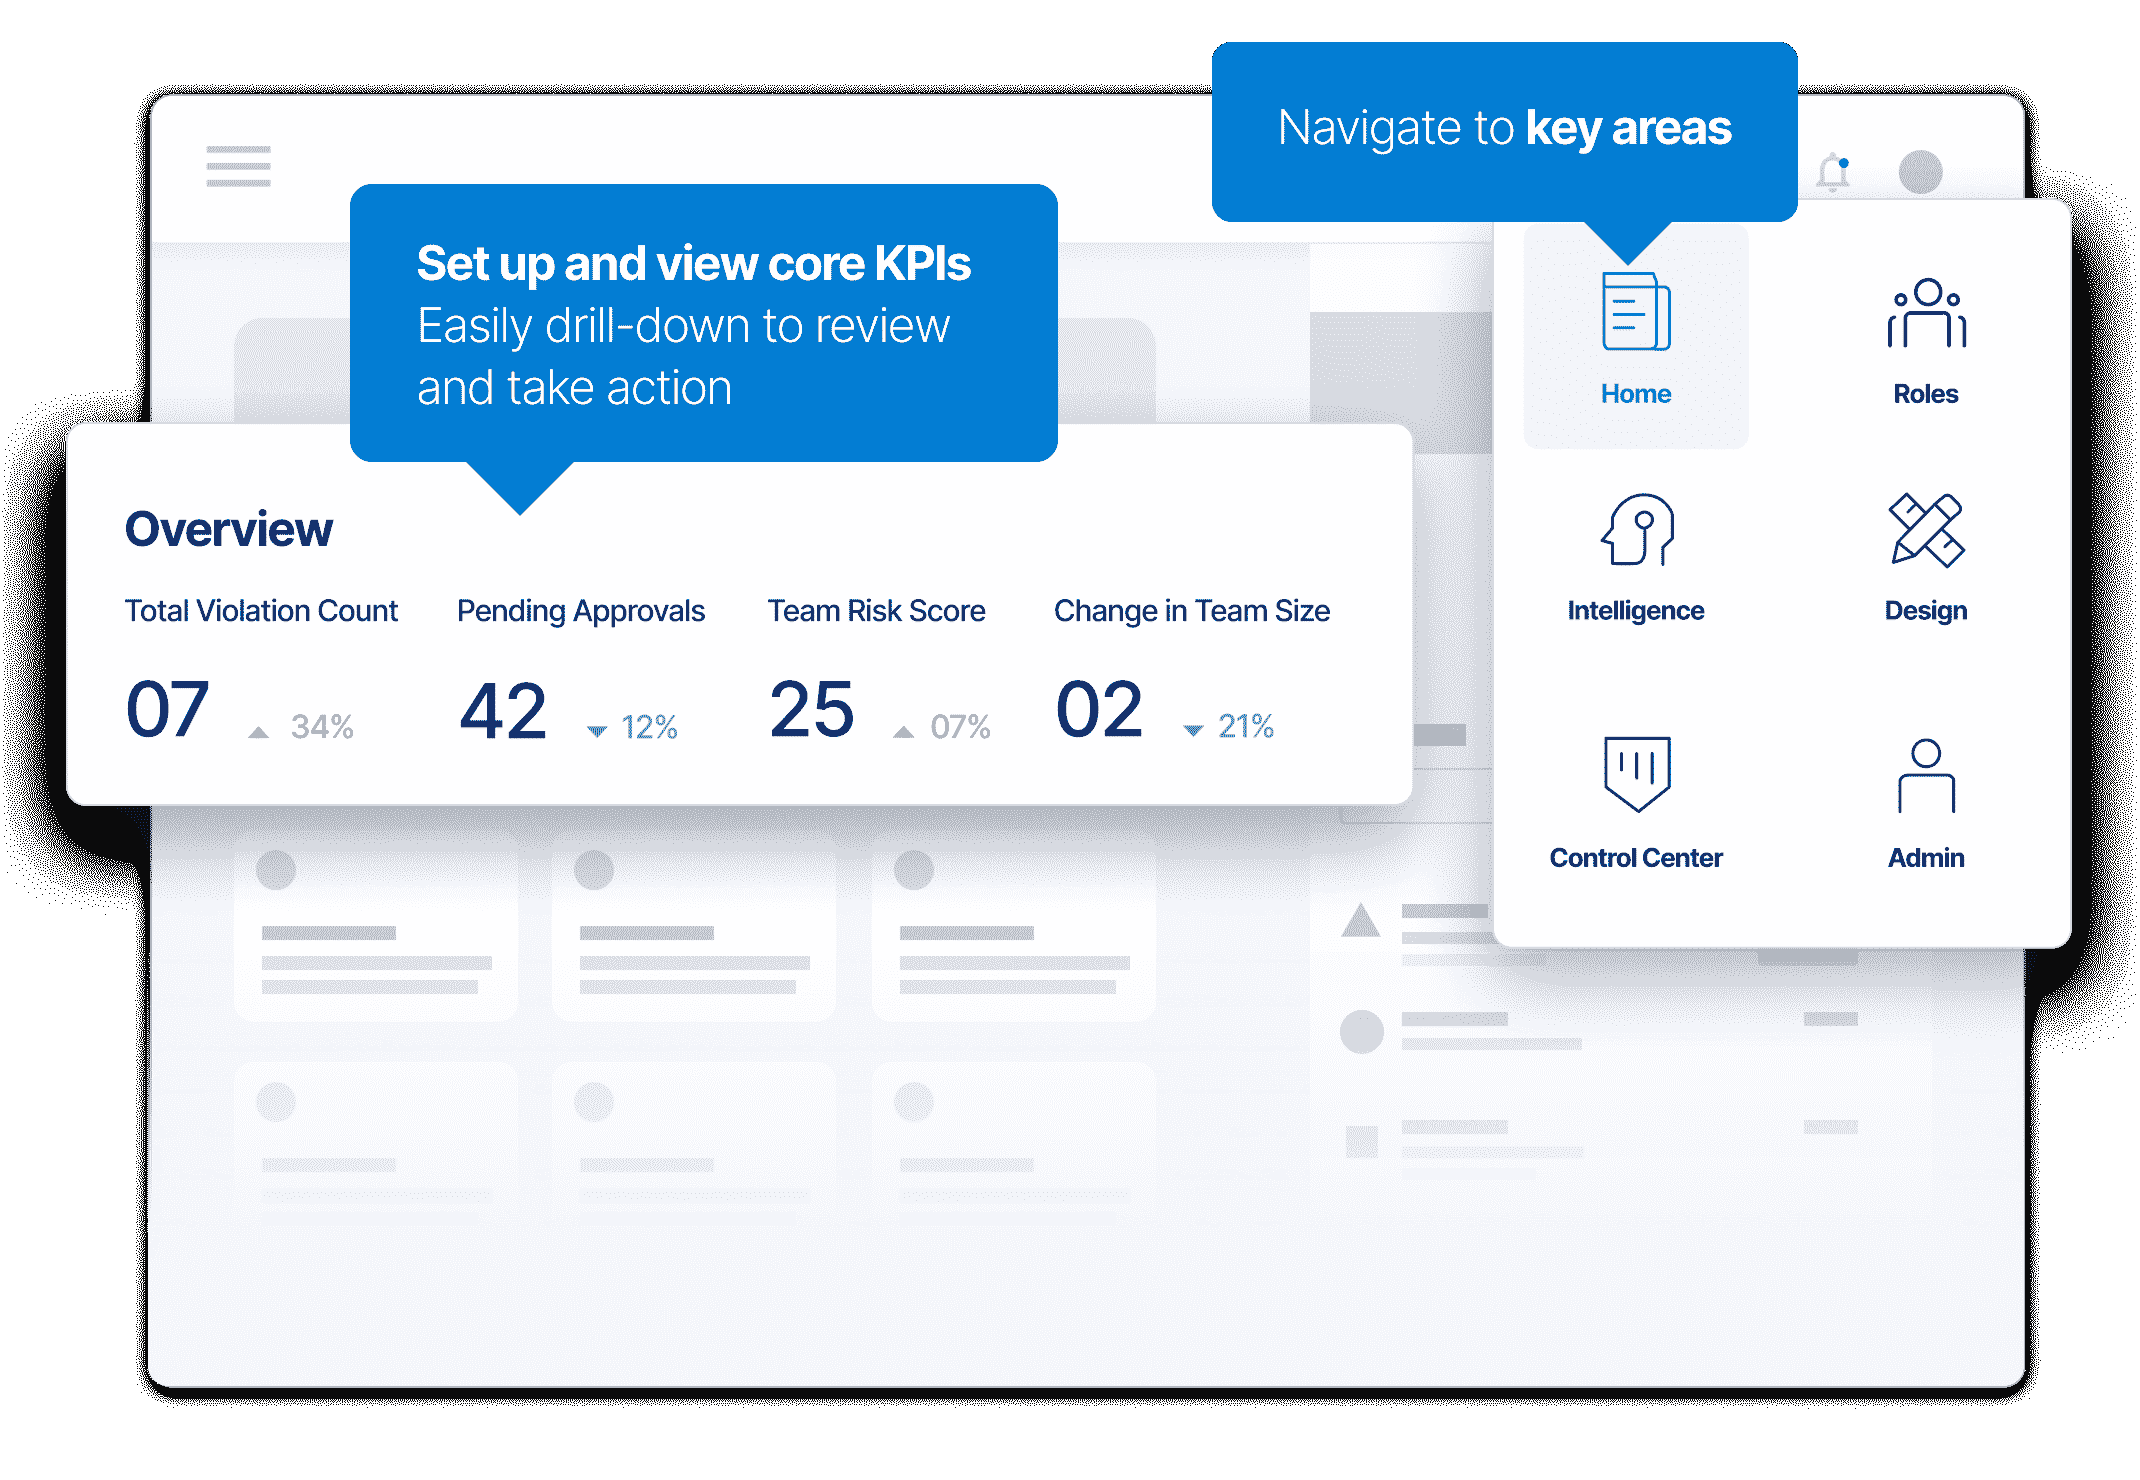 Navigate to key areas
Set up and view core KPIs
Easily drill-down to review
and take action
Home
Roles
Intelligence
Design
Control Center
Admin
Overview
Total Violation Count
07
34%
Pending Approvals
42
12%
Team Risk Score
25
07%
Change in Team Size
02
21%